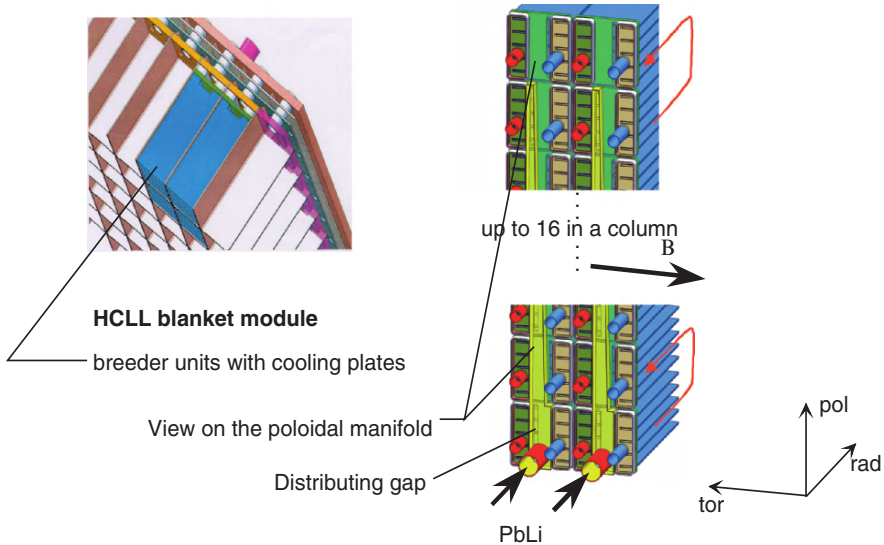 up to 16 in a column
B
HCLL blanket module
breeder units with cooling plates
View on the poloidal manifold
Distributing gap
PbLi
pol
rad
tor